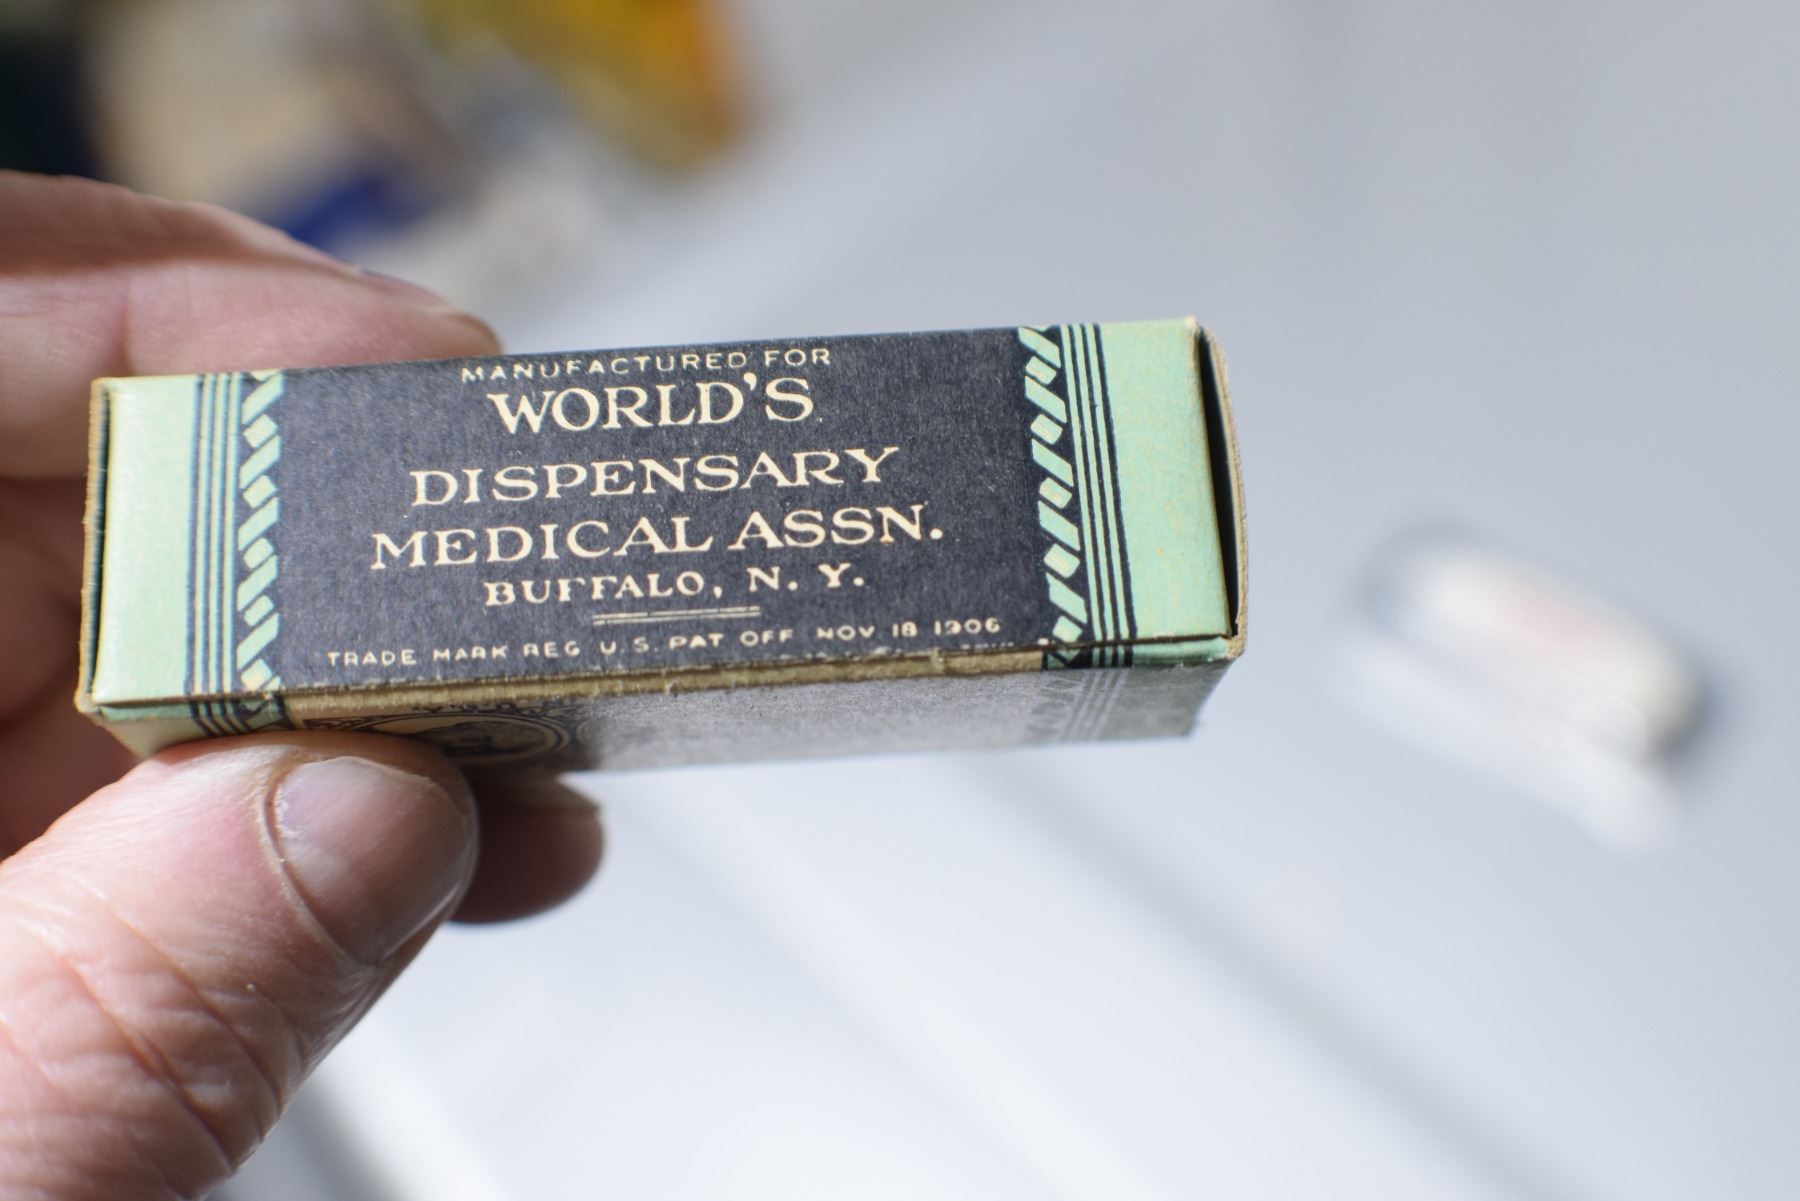 MANUFACTURED FOR
WORLD'S
DISPENSARY
MEDICAL ASSN.
BUFFALO, N. Y.
TRADE MARK REG U.S. PAT OFF NOV 18 1906